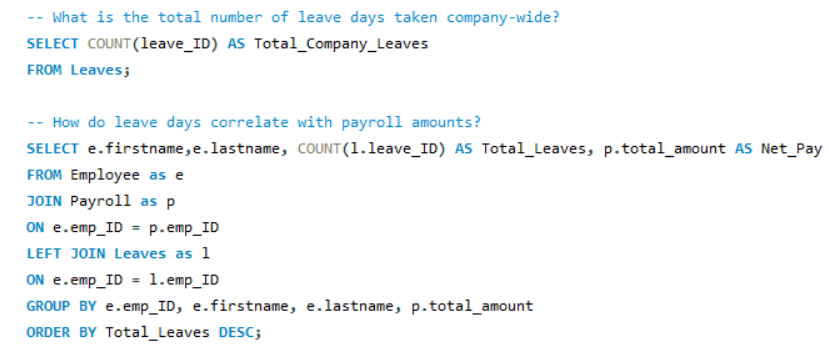 -- What is the total number of leave days taken company-wide?
SELECT COUNT(leave_ID) AS Total_Company_Leaves
FROM Leaves;
-- How do leave days correlate with payroll amounts?
SELECT e.firstname,e.lastname, COUNT(l.leave_ID) AS Total_Leaves, p.total_amount AS Net_Pay
FROM Employee as e
JOIN Payroll as p
ON e.emp_ID = p.emp_ID
LEFT JOIN Leaves as l
ON e.emp_ID = l.emp_ID
GROUP BY e.emp_ID, e.firstname, e.lastname, p.total_amount
ORDER BY Total_Leaves DESC;